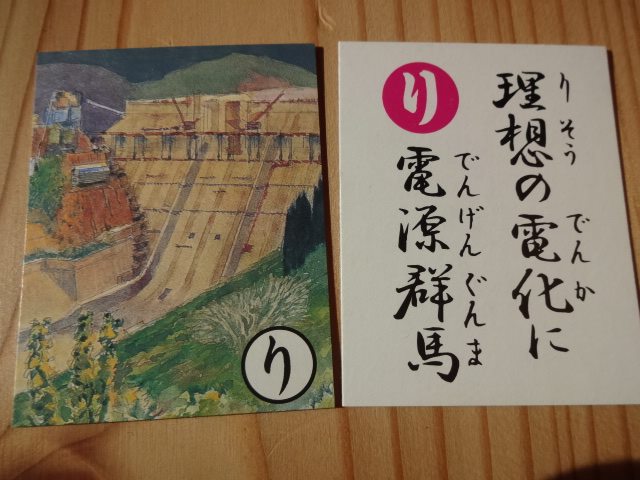 り
り
理想の電化に
りそう でんか
電源群馬
でんげんぐんま